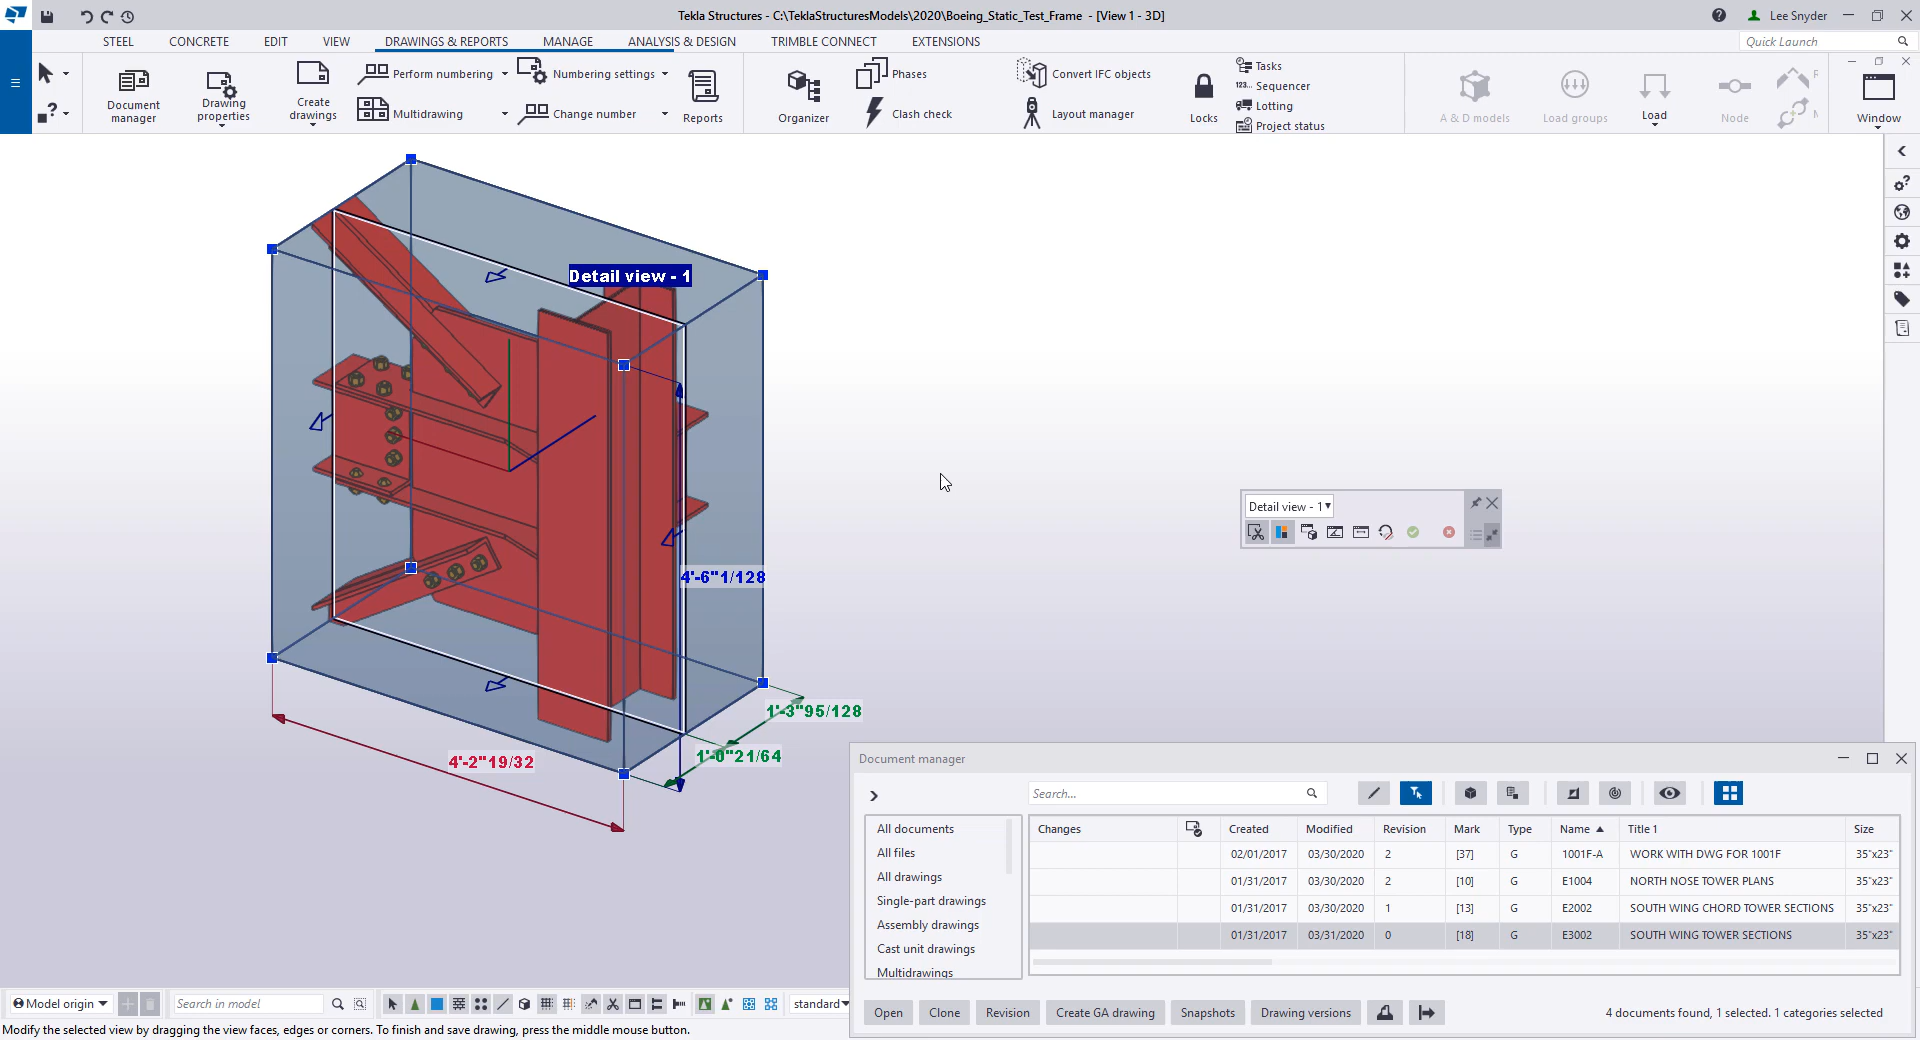 Tekla Structures - C:\TeklaStructuresModels\2020\Boeing_Static_Test_Frame - [View 1 - 3D]
Lee Snyder
STEEL CONCRETE EDIT VIEW DRAWINGS & REPORTS MANAGE ANALYSIS & DESIGN TRIMBLE CONNECT EXTENSIONS
Quick Launch
Document manager
Drawing properties
Create drawings
Perform numbering
Multidrawing
Numbering settings
Change number
Reports
Organizer
Phases
Clash check
Convert IFC objects
Layout manager
Locks
Tasks
Sequencer
Lotting
Project status
A & D models
Load groups
Load
Node
Window
Detail view - 1
4'-6"1/128
1'-3"95/128
1'-0"21/64
4'-2"19/32
Detail view - 1
Document manager
Search...
All documents
All files
All drawings
Single-part drawings
Assembly drawings
Cast unit drawings
Multidrawings
Changes Created Modified Revision Mark Type Name Title 1 Size
02/01/2017 03/30/2020 2 [37] G 1001F-A WORK WITH DWG FOR 1001F 35"x23"
01/31/2017 03/30/2020 2 [10] G E1004 NORTH NOSE TOWER PLANS 35"x23"
01/31/2017 03/30/2020 1 [13] G E2002 SOUTH WING CHORD TOWER SECTIONS 35"x23"
01/31/2017 03/31/2020 0 [18] G E3002 SOUTH WING TOWER SECTIONS 35"x23"
Open Clone Revision Create GA drawing Snapshots Drawing versions
4 documents found, 1 selected. 1 categories selected
Model origin
Search in model
standard
Modify the selected view by dragging the view faces, edges or corners. To finish and save drawing, press the middle mouse button.